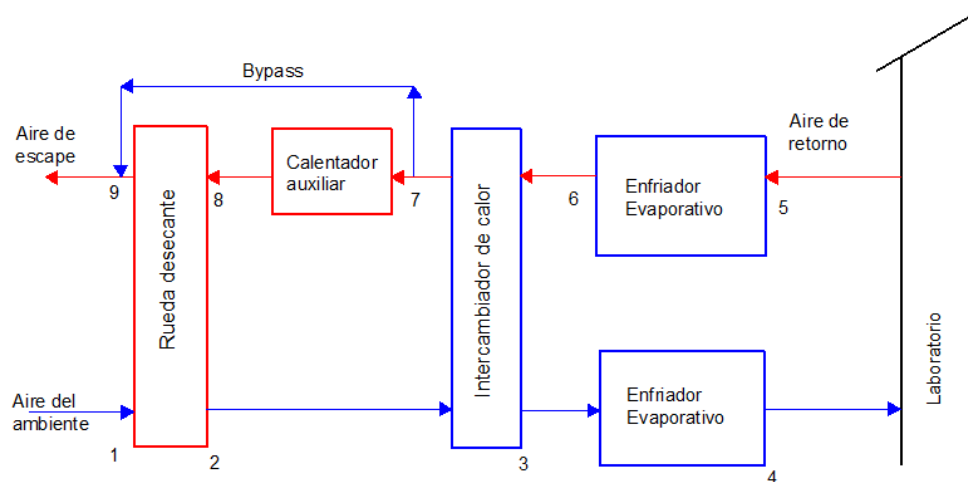 Bypass
Aire de
escape
Aire de
retorno
Calentador
auxiliar
Enfriador
Evaporativo
9
8
7
6
5
Rueda desecante
Intercambiador de calor
Laboratorio
Aire del
ambiente
Enfriador
Evaporativo
1
2
3
4